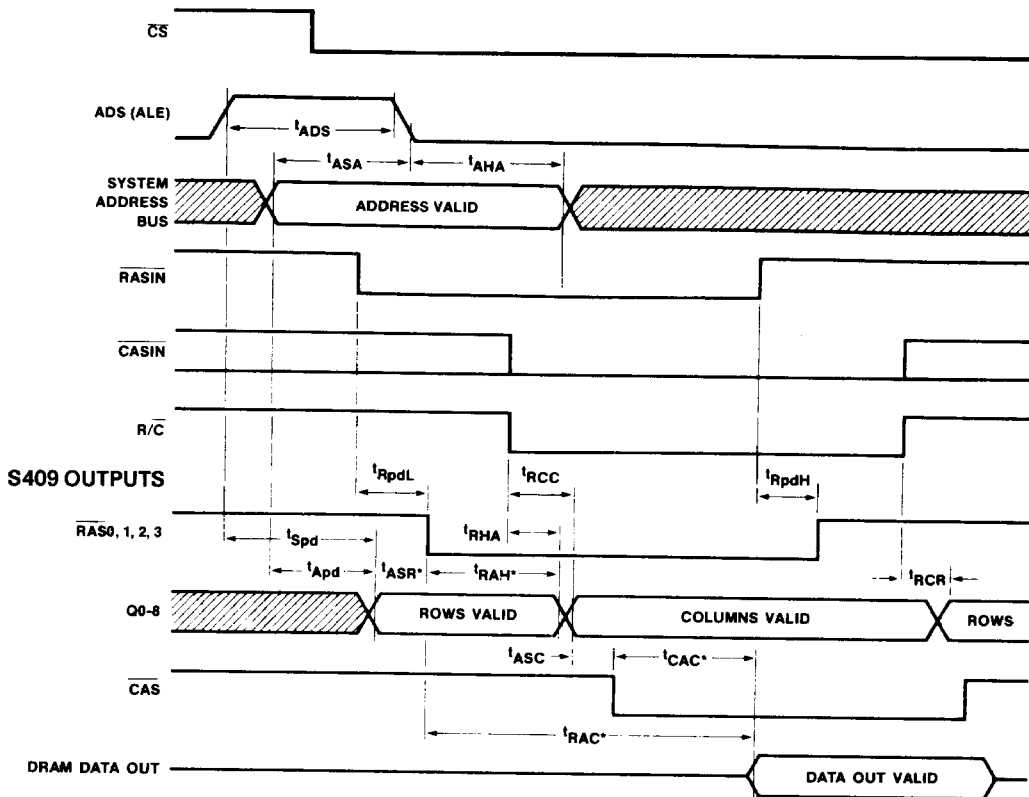 CS
ADS (ALE)
tADS
tASA
tAHA
SYSTEM
ADDRESS
BUS
ADDRESS VALID
RASIN
CASIN
R/C
S409 OUTPUTS
tRpdL
tRCC
tRpdH
RAS0, 1, 2, 3
tSpd
tRHA
tApd
tASR*
tRAH*
tRCR
Q0-8
ROWS VALID
COLUMNS VALID
ROWS
tASC
tCAC*
CAS
tRAC*
DRAM DATA OUT
DATA OUT VALID